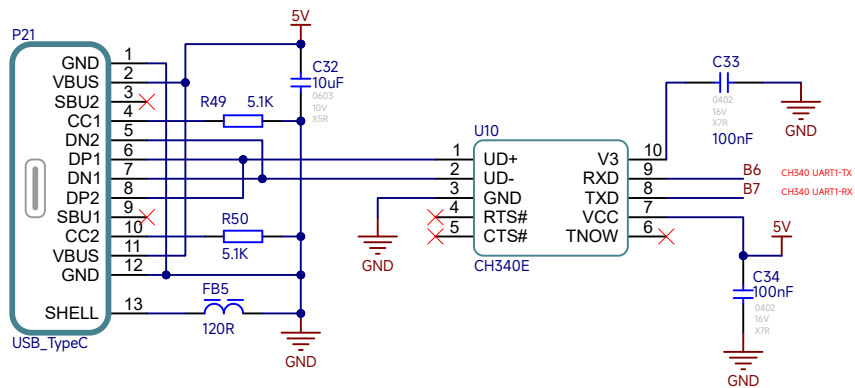 P21
5V
GND 1
VBUS 2
SBU2 3
CC1 4
DN2 5
DP1 6
DN1 7
DP2 8
SBU1 9
CC2 10
VBUS 11
GND 12
SHELL 13
USB_TypeC
C32
10uF
0603
10V
X5R
R49 5.1K
R50
5.1K
FB5
120R
GND
U10
1 UD+
2 UD-
3 GND
4 RTS#
5 CTS#
V3 10
RXD 9
TXD 8
VCC 7
TNOW 6
CH340E
GND
C33
0402
16V
X7R
100nF
GND
B6 CH340 UART1-TX
B7 CH340 UART1-RX
5V
C34
100nF
0402
16V
X7R
GND